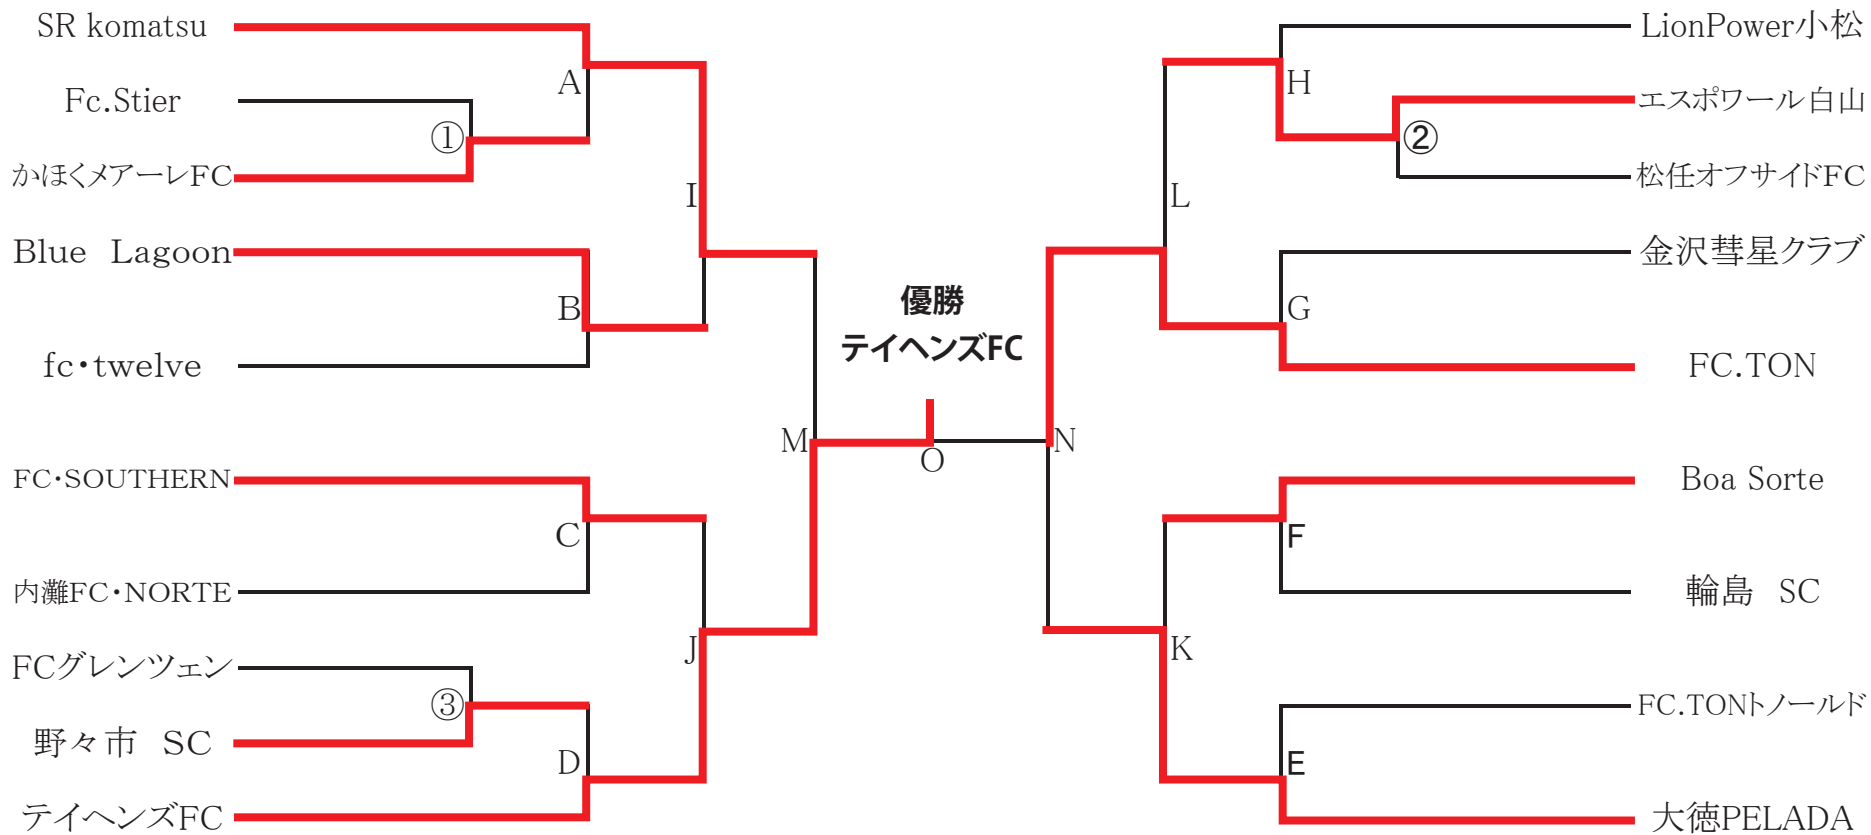 SR komatsu
Fc.Stier
かほくメアーレFC
Blue Lagoon
fc・twelve
FC・SOUTHERN
内灘FC・NORTE
FCグレンツェン
野々市 SC
テイヘンズFC
①
A
B
C
③
D
I
J
M
優勝
テイヘンズFC
O
N
L
K
H
②
G
F
E
LionPower小松
エスポワール白山
松任オフサイドFC
金沢彗星クラブ
FC.TON
Boa Sorte
輪島 SC
FC.TONトノールド
大徳PELADA